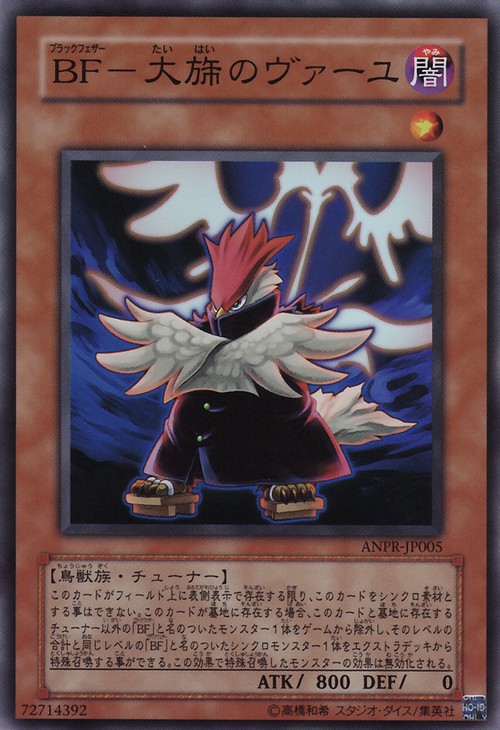 ブラックフェザー たい はい
BF－大旆のヴァーユ
やみ
闇
ANPR-JP005
ちょうじゅう ぞく
【鳥獣族・チューナー】
このカードがフィールド上に表側表示で存在する限り、このカードをシンクロ素材と
する事はできない。このカードが墓地に存在する場合、このカードと墓地に存在する
チューナー以外の「BF」と名のついたモンスター１体をゲームから除外し、そのレベルの
合計と同じレベルの「BF」と名のついたシンクロモンスター１体をエクストラデッキから
特殊召喚する事ができる。この効果で特殊召喚したモンスターの効果は無効化される。
ATK/ 800 DEF/ 0
72714392
©高橋和希 スタジオ・ダイス/集英社